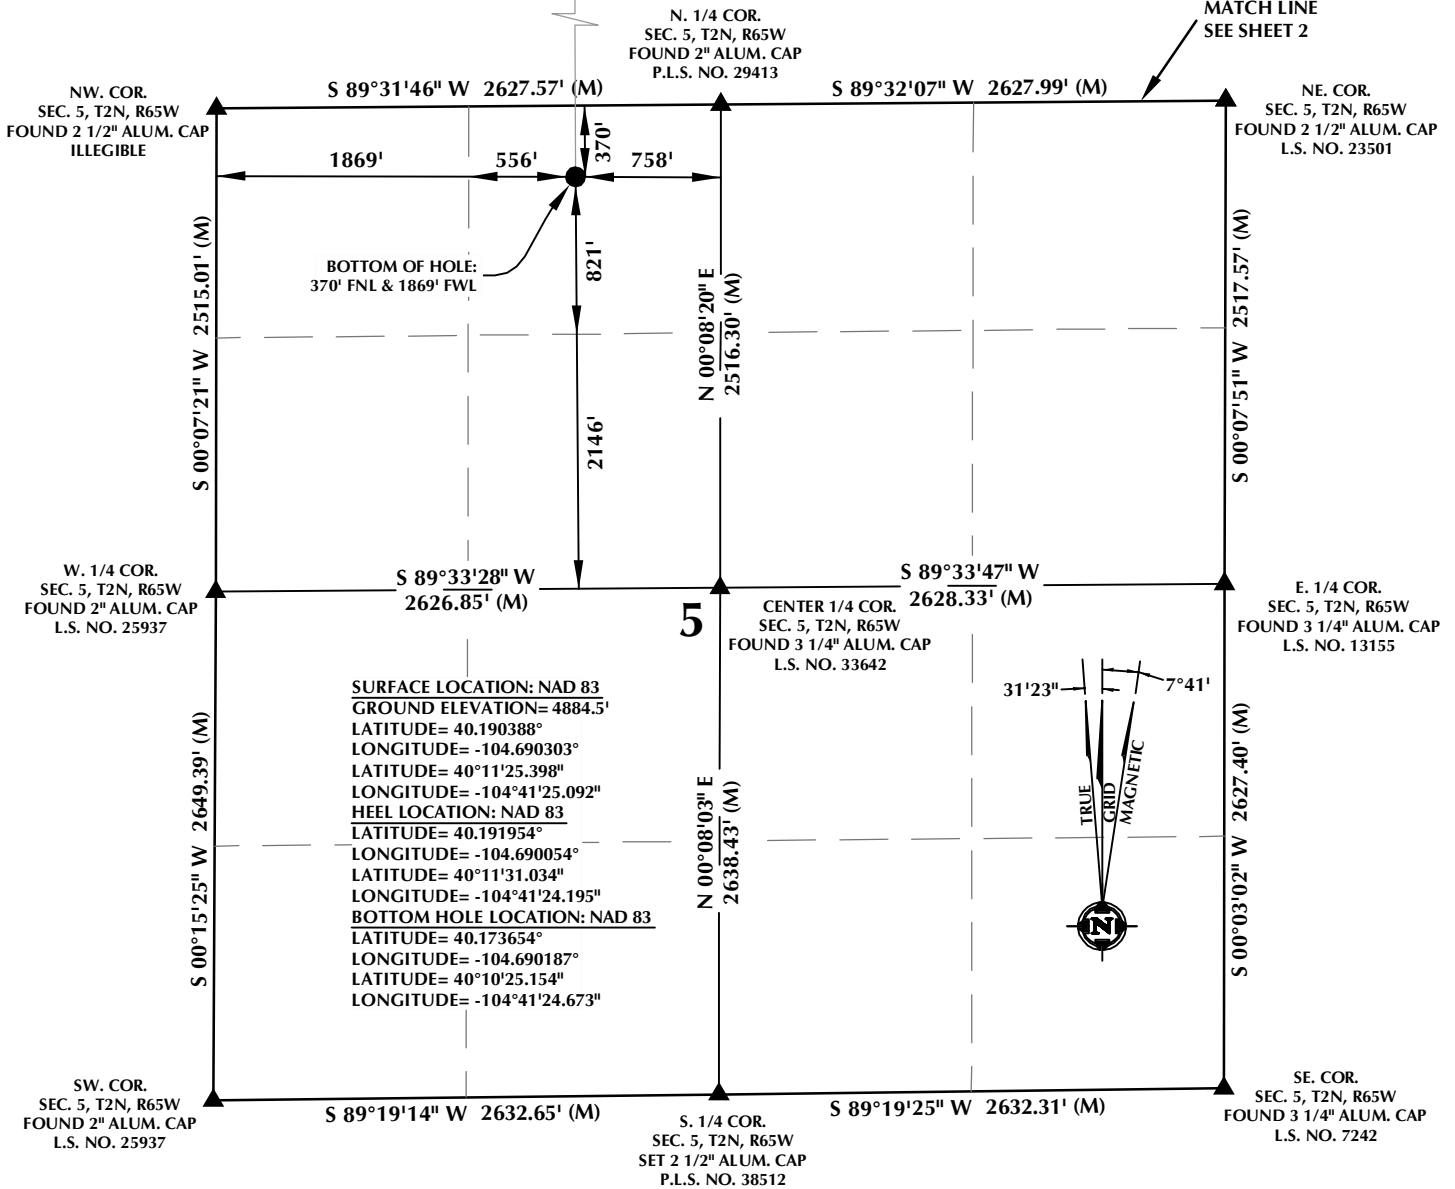 MATCH LINE
SEE SHEET 2
N. 1/4 COR.
SEC. 5, T2N, R65W
FOUND 2" ALUM. CAP
P.L.S. NO. 29413
NW. COR.
SEC. 5, T2N, R65W
FOUND 2 1/2" ALUM. CAP
ILLEGIBLE
S 89°31'46" W 2627.57' (M)
S 89°32'07" W 2627.99' (M)
NE. COR.
SEC. 5, T2N, R65W
FOUND 2 1/2" ALUM. CAP
L.S. NO. 23501
1869'
556'
370'
758'
BOTTOM OF HOLE:
370' FNL & 1869' FWL
821'
2146'
S 00°07'21" W 2515.01' (M)
N 00°08'20" E
2516.30' (M)
S 00°07'51" W 2517.57' (M)
W. 1/4 COR.
SEC. 5, T2N, R65W
FOUND 2" ALUM. CAP
L.S. NO. 25937
S 89°33'28" W
2626.85' (M)
5
S 89°33'47" W
2628.33' (M)
CENTER 1/4 COR.
SEC. 5, T2N, R65W
FOUND 3 1/4" ALUM. CAP
L.S. NO. 33642
E. 1/4 COR.
SEC. 5, T2N, R65W
FOUND 3 1/4" ALUM. CAP
L.S. NO. 13155
SURFACE LOCATION: NAD 83
GROUND ELEVATION= 4884.5'
LATITUDE= 40.190388°
LONGITUDE= -104.690303°
LATITUDE= 40°11'25.398"
LONGITUDE= -104°41'25.092"
HEEL LOCATION: NAD 83
LATITUDE= 40.191954°
LONGITUDE= -104.690054°
LATITUDE= 40°11'31.034"
LONGITUDE= -104°41'24.195"
BOTTOM HOLE LOCATION: NAD 83
LATITUDE= 40.173654°
LONGITUDE= -104.690187°
LATITUDE= 40°10'25.154"
LONGITUDE= -104°41'24.673"
31'23"
7°41'
TRUE
GRID
MAGNETIC
N
S 00°15'25" W 2649.39' (M)
N 00°08'03" E
2638.43' (M)
S 00°03'02" W 2627.40' (M)
SW. COR.
SEC. 5, T2N, R65W
FOUND 2" ALUM. CAP
L.S. NO. 25937
S 89°19'14" W 2632.65' (M)
S. 1/4 COR.
SEC. 5, T2N, R65W
SET 2 1/2" ALUM. CAP
P.L.S. NO. 38512
S 89°19'25" W 2632.31' (M)
SE. COR.
SEC. 5, T2N, R65W
FOUND 3 1/4" ALUM. CAP
L.S. NO. 7242